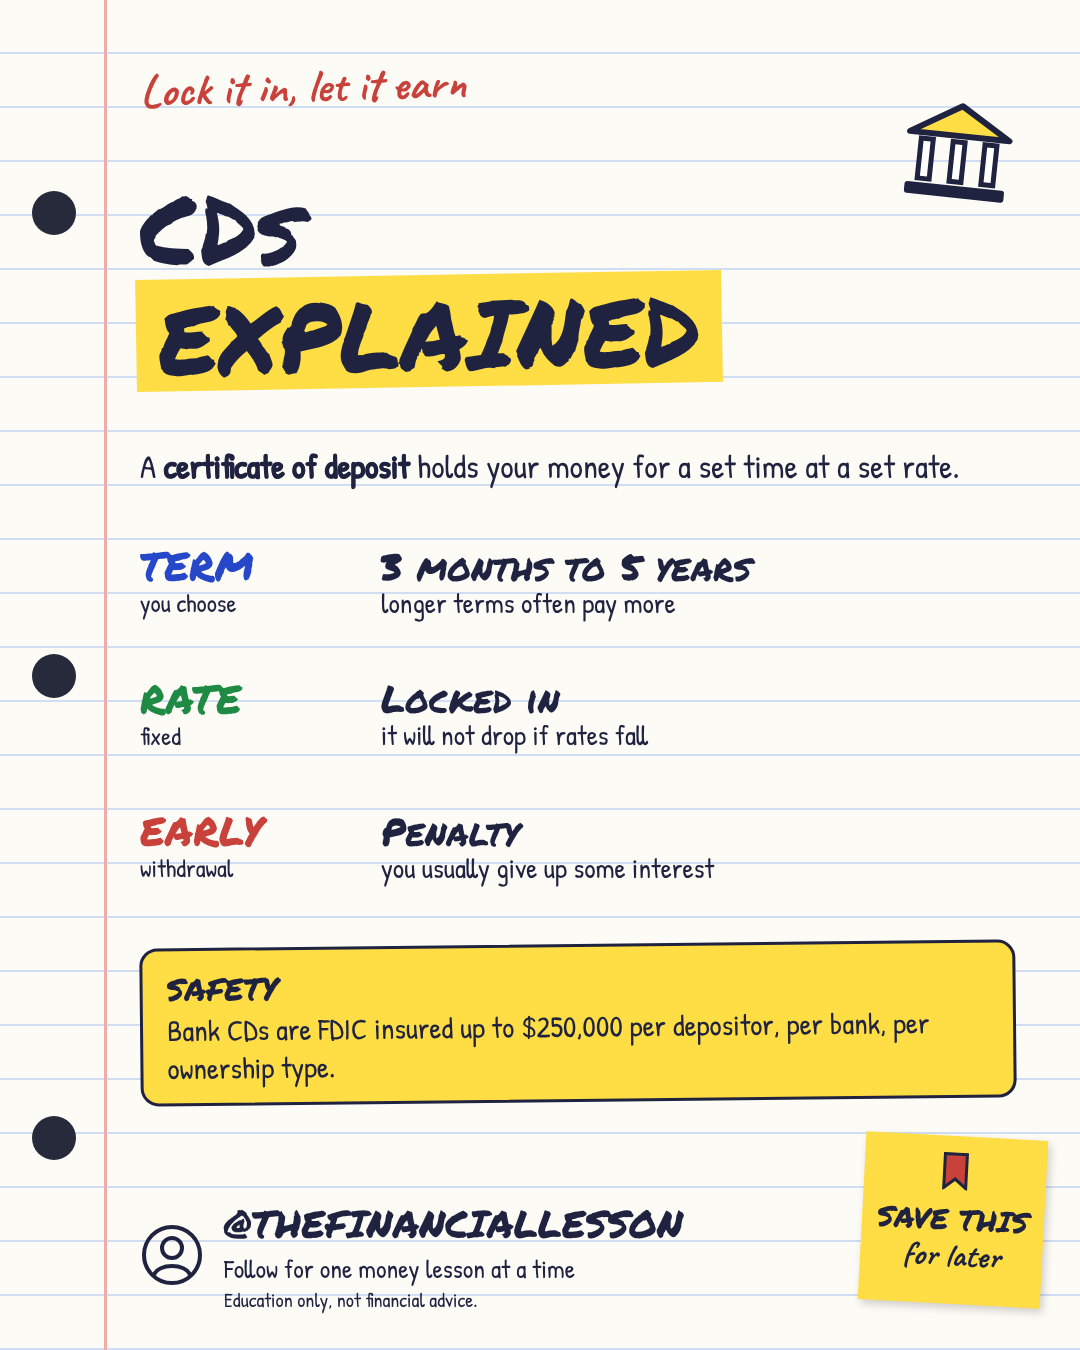 Lock it in, let it earn
CDs
EXPLAINED
A certificate of deposit holds your money for a set time at a set rate.
TERM
you choose
3 MONTHS TO 5 YEARS
longer terms often pay more
RATE
fixed
LOCKED IN
it will not drop if rates fall
EARLY
withdrawal
PENALTY
you usually give up some interest
SAFETY
Bank CDs are FDIC insured up to $250,000 per depositor, per bank, per
ownership type.
@THEFINANCIALLESSON
Follow for one money lesson at a time
Education only, not financial advice.
SAVE THIS
for later